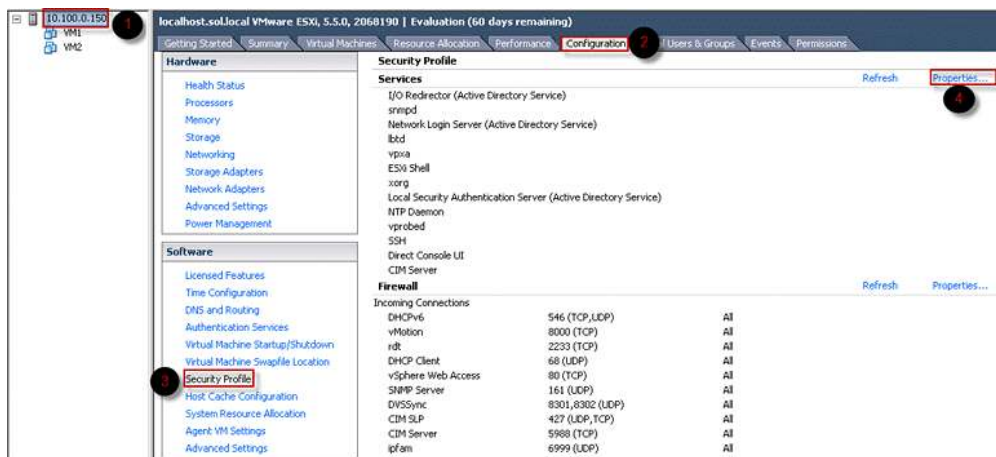 10.100.0.150
1
VM1
VM2
localhost.sol.local VMware ESXi, 5.5.0, 2068190 | Evaluation (60 days remaining)
Getting Started Summary Virtual Machines Resource Allocation Performance Configuration 2 Users & Groups Events Permissions
Hardware
Health Status
Processors
Memory
Storage
Networking
Storage Adapters
Network Adapters
Advanced Settings
Power Management
Software
Licensed Features
Time Configuration
DNS and Routing
Authentication Services
Virtual Machine Startup/Shutdown
Virtual Machine Swapfile Location
3 Security Profile
Host Cache Configuration
System Resource Allocation
Agent VM Settings
Advanced Settings
Security Profile
Services Refresh Properties...
4
I/O Redirector (Active Directory Service)
snmpd
Network Login Server (Active Directory Service)
lbtd
vpxa
ESXi Shell
xorg
Local Security Authentication Server (Active Directory Service)
NTP Daemon
vprobed
SSH
Direct Console UI
CIM Server
Firewall Refresh Properties...
Incoming Connections
DHCPv6 546 (TCP,UDP) All
vMotion 8000 (TCP) All
rdt 2233 (TCP) All
DHCP Client 68 (UDP) All
vSphere Web Access 80 (TCP) All
SNMP Server 161 (UDP) All
DVSSync 8301,8302 (UDP) All
CIM SLP 427 (UDP,TCP) All
CIM Server 5988 (TCP) All
ipfam 6999 (UDP) All